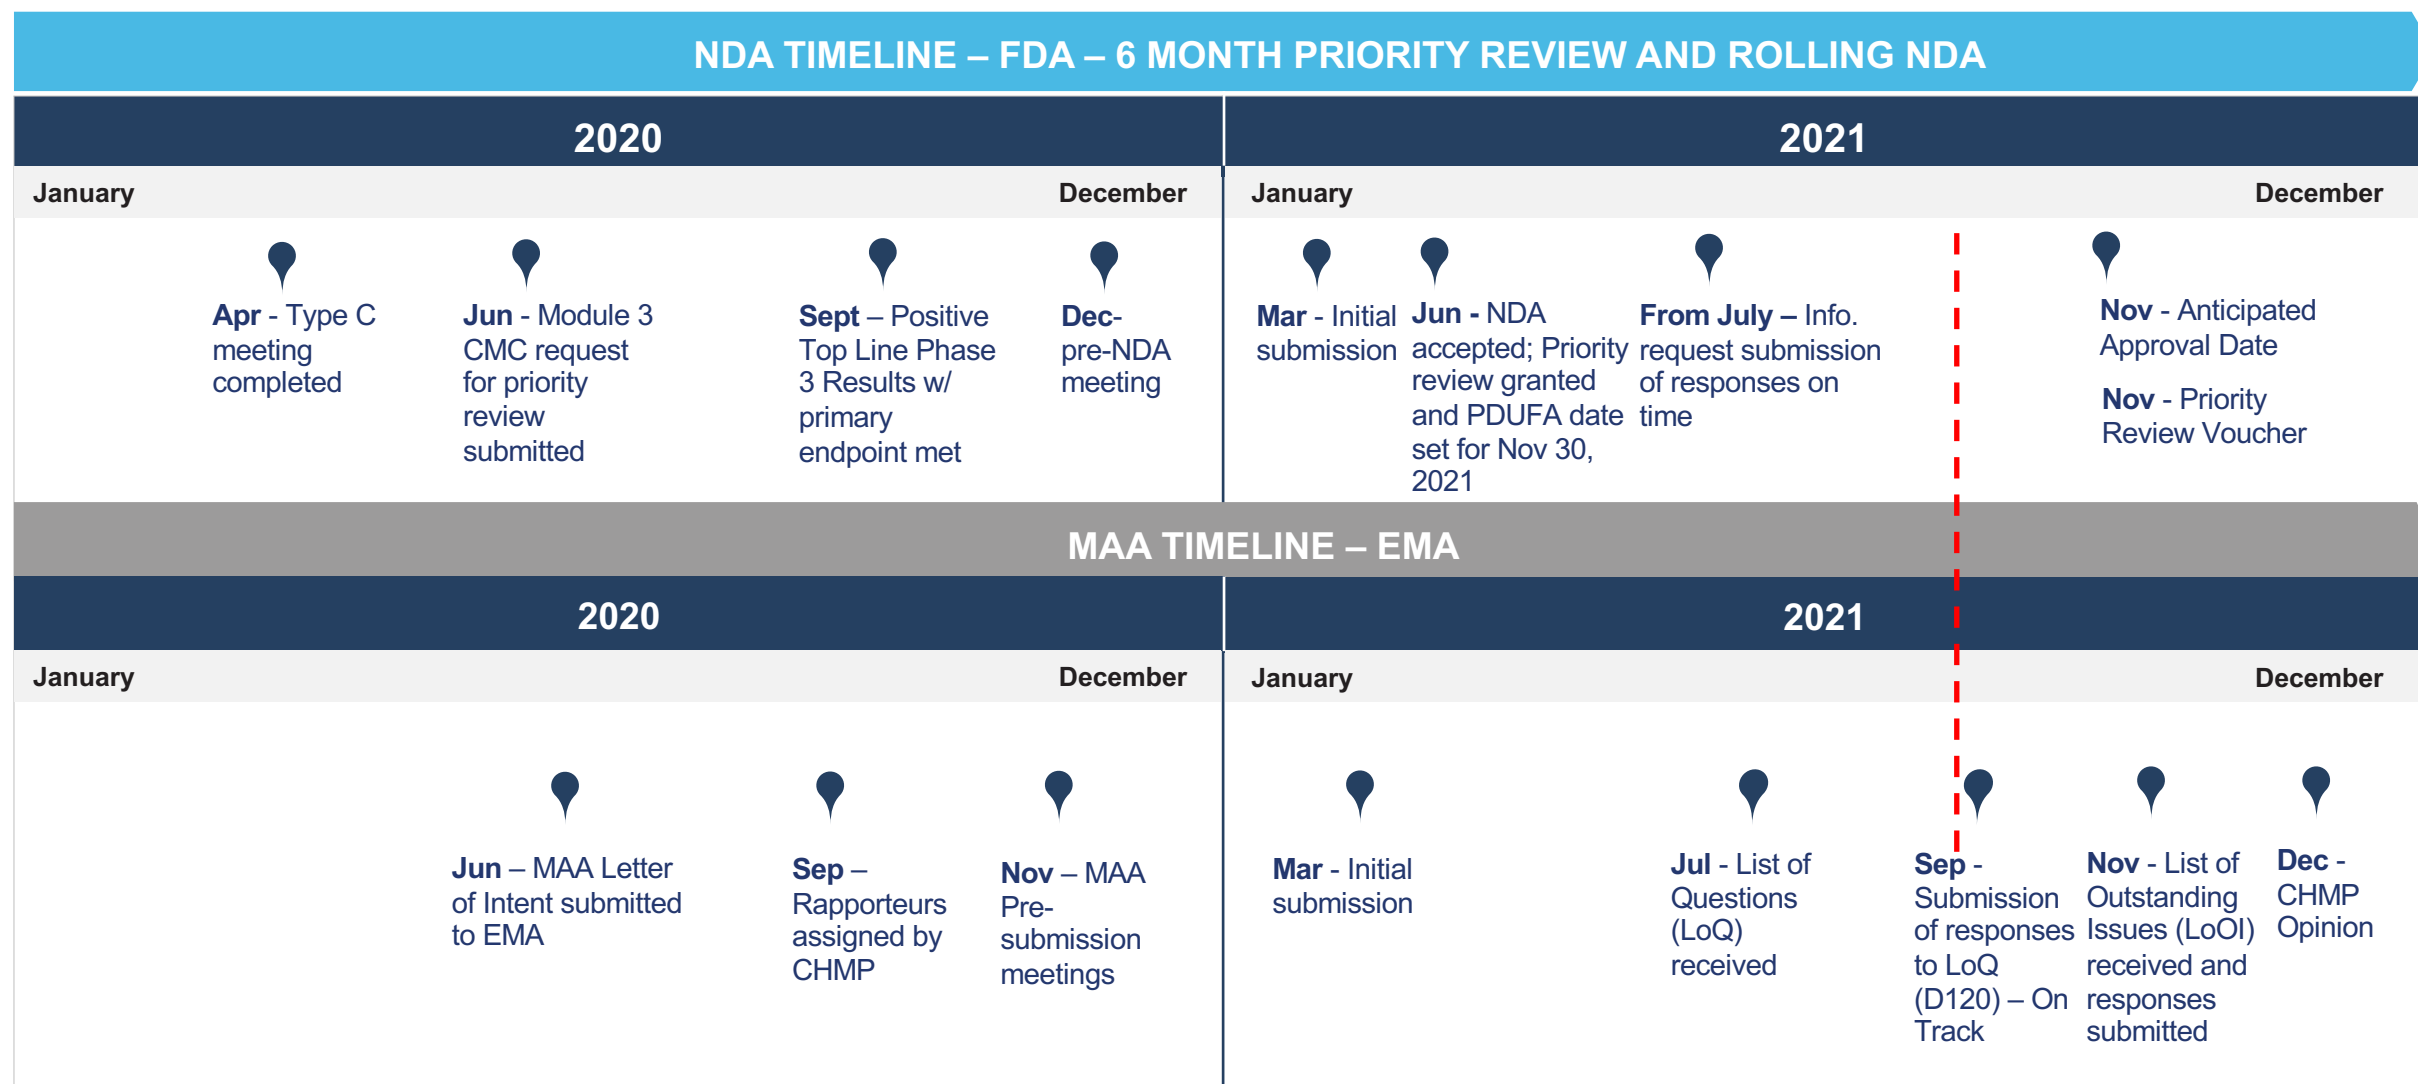 NDA TIMELINE – FDA – 6 MONTH PRIORITY REVIEW AND ROLLING NDA
2020
2021
January
December
January
December
Apr - Type C
meeting
completed
Jun - Module 3
CMC request
for priority
review
submitted
Sept – Positive
Top Line Phase
3 Results w/
primary
endpoint met
Dec-
pre-NDA
meeting
Mar - Initial
submission
Jun - NDA
accepted; Priority
review granted
and PDUFA date
set for Nov 30,
2021
From July – Info.
request submission
of responses on
time
Nov - Anticipated
Approval Date
Nov - Priority
Review Voucher
MAA TIMELINE – EMA
2020
2021
January
December
January
December
Jun – MAA Letter
of Intent submitted
to EMA
Sep –
Rapporteurs
assigned by
CHMP
Nov – MAA
Pre-
submission
meetings
Mar - Initial
submission
Jul - List of
Questions
(LoQ)
received
Sep -
Submission
of responses
to LoQ
(D120) – On
Track
Nov - List of
Outstanding
Issues (LoOI)
received and
responses
submitted
Dec -
CHMP
Opinion